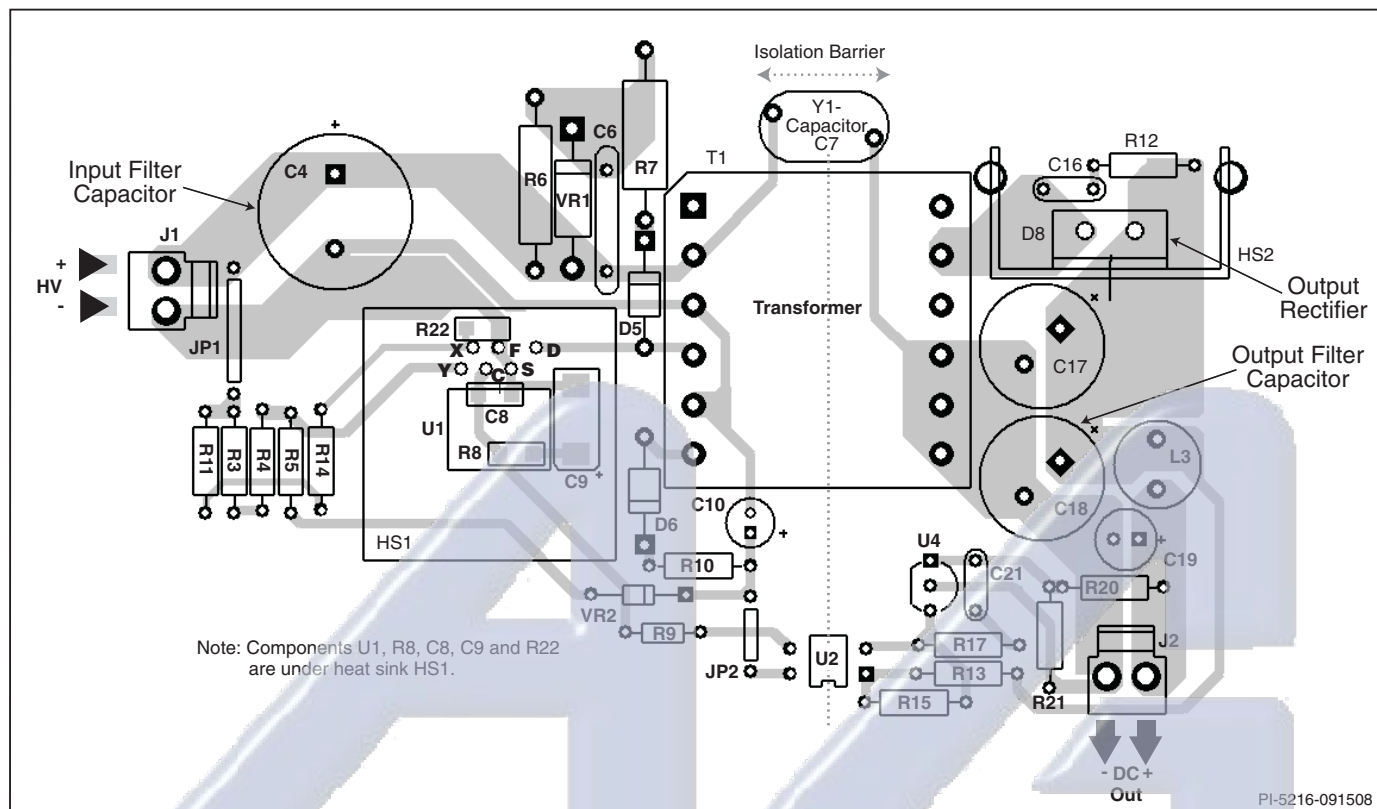 Isolation Barrier
Y1-
Capacitor
C7
+
C4
Input Filter
Capacitor
C6
R6
VR1
R7
T1
R12
C16
D8
HS2
Output
Rectifier
J1
+
HV
-
JP1
Transformer
D5
R22
X
F
D
Y
C
S
C8
U1
R8
C9
+
HS1
C17
Output Filter
Capacitor
C18
L3
R11
R3
R4
R5
R14
D6
C10
+
R10
VR2
R9
JP2
U2
U4
C21
C19
+
R20
R17
R13
R15
R21
J2
Note: Components U1, R8, C8, C9 and R22
are under heat sink HS1.
- DC +
Out
PI-5216-091508